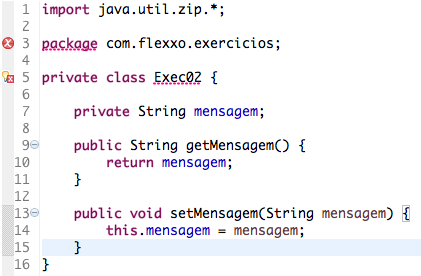 1 import java.util.zip.*;
2
3 package com.flexxo.exercicios;
4
5 private class Exec02 {
6
7     private String mensagem;
8
9     public String getMensagem() {
10         return mensagem;
11     }
12
13     public void setMensagem(String mensagem) {
14         this.mensagem = mensagem;
15     }
16 }